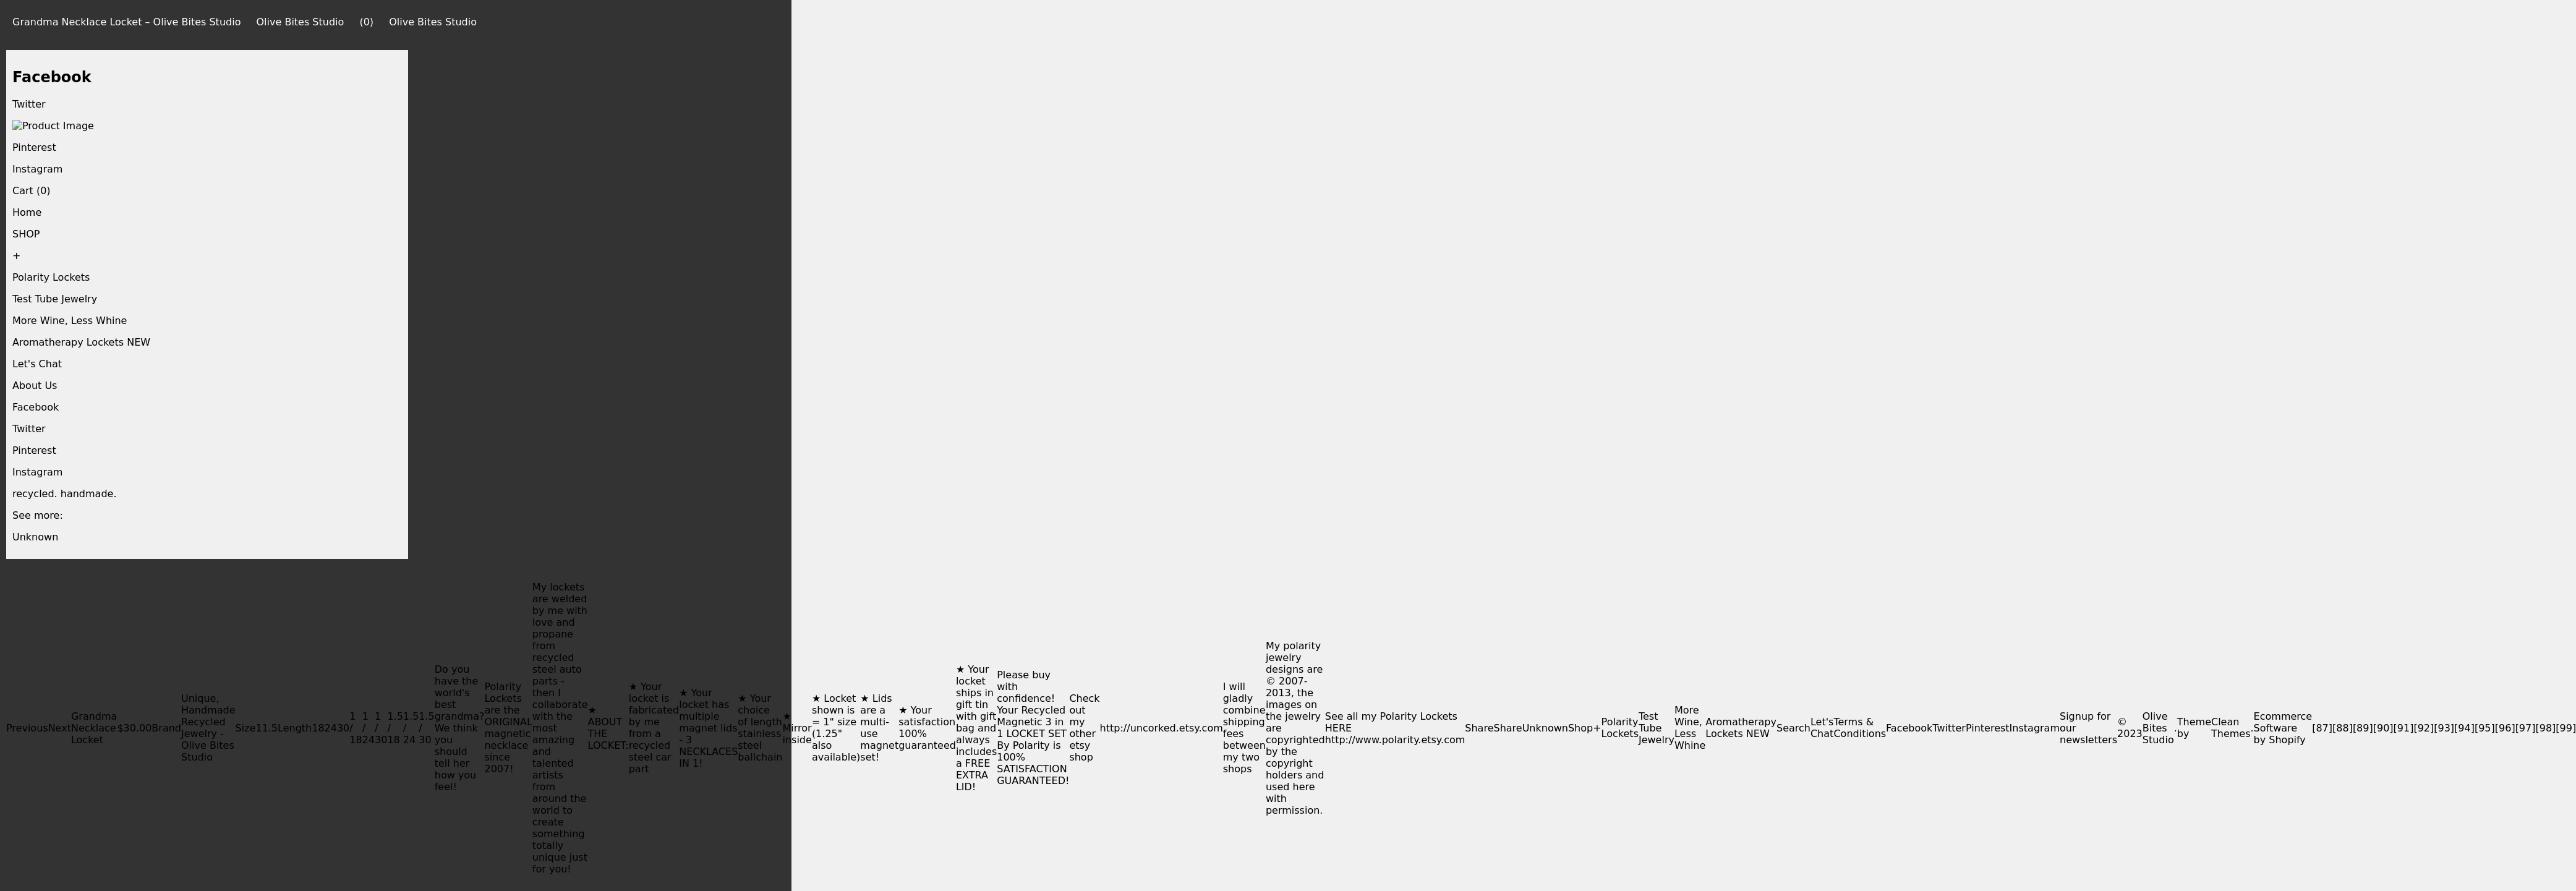 Grandma Necklace Locket – Olive Bites Studio Olive Bites Studio (0) Olive Bites Studio
Facebook
Twitter
Product Image
Pinterest
Instagram
Cart (0)
Home
SHOP
+
Polarity Lockets
Test Tube Jewelry
More Wine, Less Whine
Aromatherapy Lockets NEW
Let's Chat
About Us
Facebook
Twitter
Pinterest
Instagram
recycled. handmade.
See more:
Unknown
Previous
Next
Grandma
Necklace
Locket
$30.00
Brand
Unique,
Handmade
Recycled
Jewelry -
Olive Bites
Studio
Size
1
1.5
Length
18
24
30
1
/
18
1
/
24
1
/
30
1.5
/
18
1.5
/
24
1.5
/
30
Do you
have the
world's
best
grandma?
We think
you
should
tell her
how you
feel!
Polarity
Lockets
are the
ORIGINAL
magnetic
necklace
since
2007!
My lockets
are welded
by me with
love and
propane
from
recycled
steel auto
parts -
then I
collaborate
with the
most
amazing
and
talented
artists
from
around the
world to
create
something
totally
unique just
for you!
★
ABOUT
THE
LOCKET:
★ Your
locket is
fabricated
by me
from a
recycled
steel car
part
★ Your
locket has
multiple
magnet lids
- 3
NECKLACES
IN 1!
★ Your
choice
of length
stainless
steel
ballchain
★
Mirror
inside
★ Locket
shown is
= 1" size
(1.25"
also
available)
★ Lids
are a
multi-
use
magnet
set!
★ Your
satisfaction
100%
guaranteed
★ Your
locket
ships in
gift tin
with gift
bag and
always
includes
a FREE
EXTRA
LID!
Please buy
with
confidence!
Your Recycled
Magnetic 3 in
1 LOCKET SET
By Polarity is
100%
SATISFACTION
GUARANTEED!
Check
out
my
other
etsy
shop
http://uncorked.etsy.com
I will
gladly
combine
shipping
fees
between
my two
shops
My polarity
jewelry
designs are
© 2007-
2013, the
images on
the jewelry
are
copyrighted
by the
copyright
holders and
used here
with
permission.
See all my Polarity Lockets
HERE
http://www.polarity.etsy.com
Share
Share
Unknown
Shop
+
Polarity
Lockets
Test
Tube
Jewelry
More
Wine,
Less
Whine
Aromatherapy
Lockets NEW
Search
Let's
Chat
Terms &
Conditions
Facebook
Twitter
Pinterest
Instagram
Signup for
our
newsletters
©
2023
Olive
Bites
Studio
.
Theme
by
Clean
Themes
.
Ecommerce
Software
by Shopify
[87][88][89][90][91][92][93][94][95][96][97][98][99]